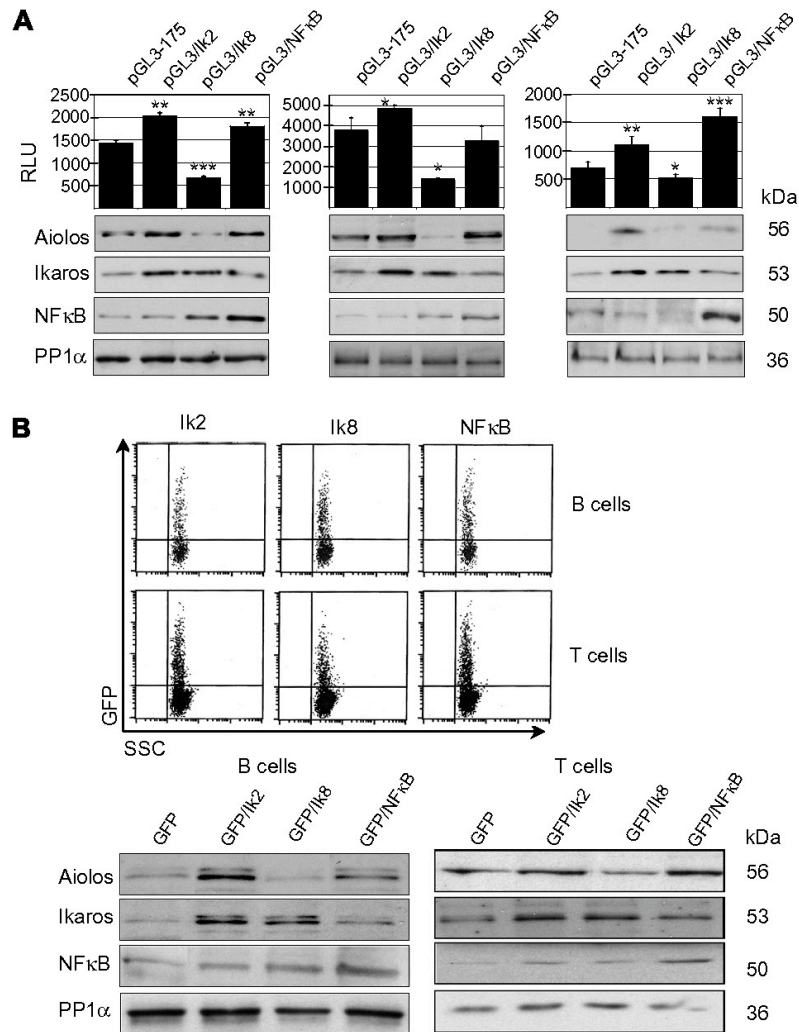 A
pGL3-175 pGL3/Ik2 pGL3/Ik8 pGL3/NFκB
pGL3-175 pGL3/Ik2 pGL3/Ik8 pGL3/NFκB
pGL3-175 pGL3/ Ik2 pGL3/Ik8 pGL3/NFκB
RLU
2500
2000
1500
1000
500
** *** **
5000
4000
3000
2000
1000
* *
2000
1500
1000
500
** * ***
kDa
Aiolos 56
Ikaros 53
NFκB 50
PP1α 36
B
Ik2 Ik8 NFκB
B cells
T cells
GFP
SSC
B cells T cells
GFP GFP/Ik2 GFP/Ik8 GFP/NFκB
GFP GFP/Ik2 GFP/Ik8 GFP/NFκB
kDa
Aiolos 56
Ikaros 53
NFκB 50
PP1α 36